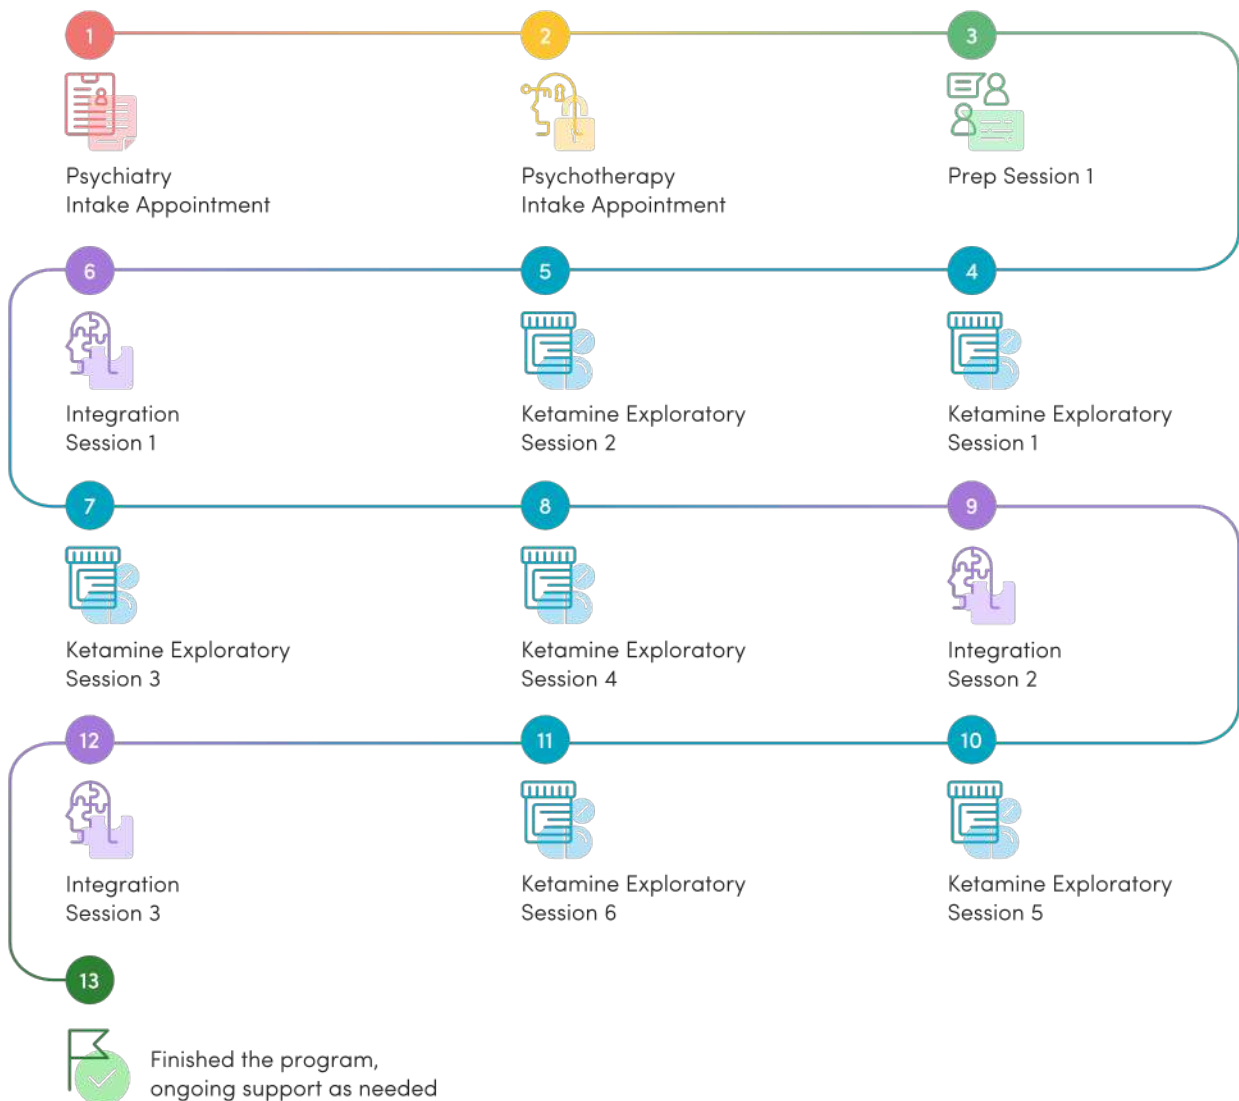 1
2
3
Psychiatry
Intake Appointment
Psychotherapy
Intake Appointment
Prep Session 1
6
5
4
Integration
Session 1
Ketamine Exploratory
Session 2
Ketamine Exploratory
Session 1
7
8
9
Ketamine Exploratory
Session 3
Ketamine Exploratory
Session 4
Integration
Sesson 2
12
11
10
Integration
Session 3
Ketamine Exploratory
Session 6
Ketamine Exploratory
Session 5
13
Finished the program,
ongoing support as needed